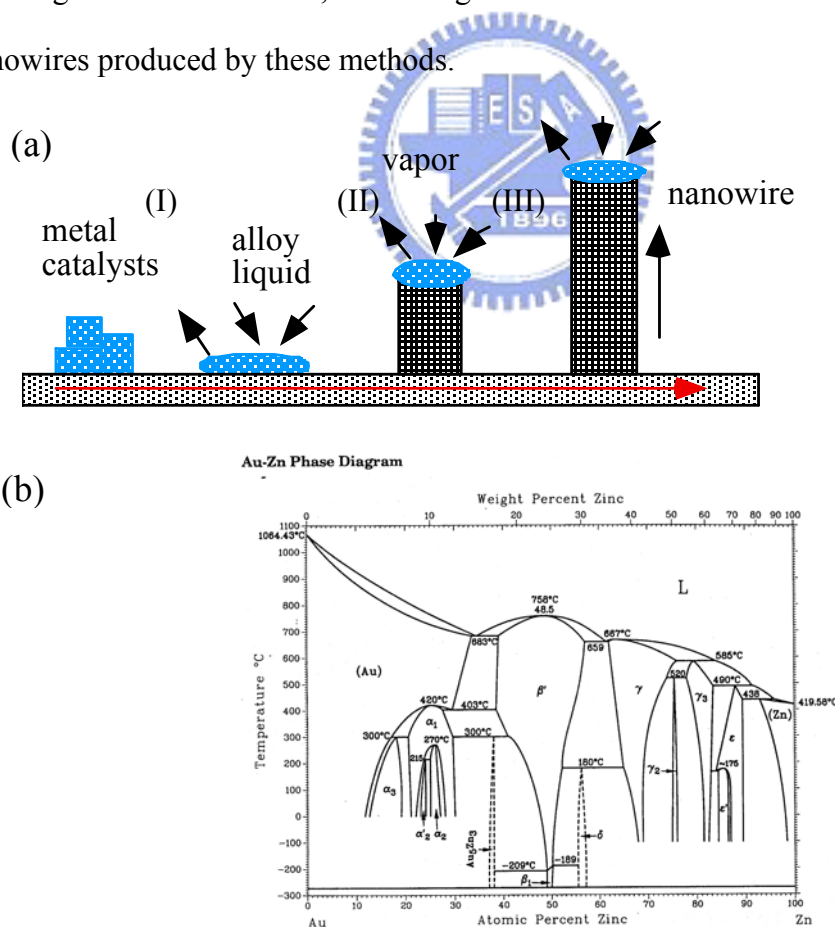 nowires produced by these methods.
(a)
vapor
(I)
(II)
(III)
nanowire
metal
catalysts
alloy
liquid
ESA
1896
(b)
Au-Zn Phase Diagram
Weight Percent Zinc
0 10 20 30 40 50 60 70 80 90 100
1100
1064.43°C
1000
900
L
800
758°C
48.5
700
683°C
659
667°C
600
585°C
(Au)
500
520
490°C
β'
γ
γ3
438
419.58°C
(Zn)
400
420°C
403°C
α1
ε
300
300°C
270°C
300°C
200
215
180°C
~175
100
α3
γ2
ε'
0
α'2 α2
Au5Zn3
δ
-100
-200
-209°C
-189
β1
-300
Temperature °C
0 10 20 30 40 50 60 70 80 90 100
Au
Atomic Percent Zinc
Zn